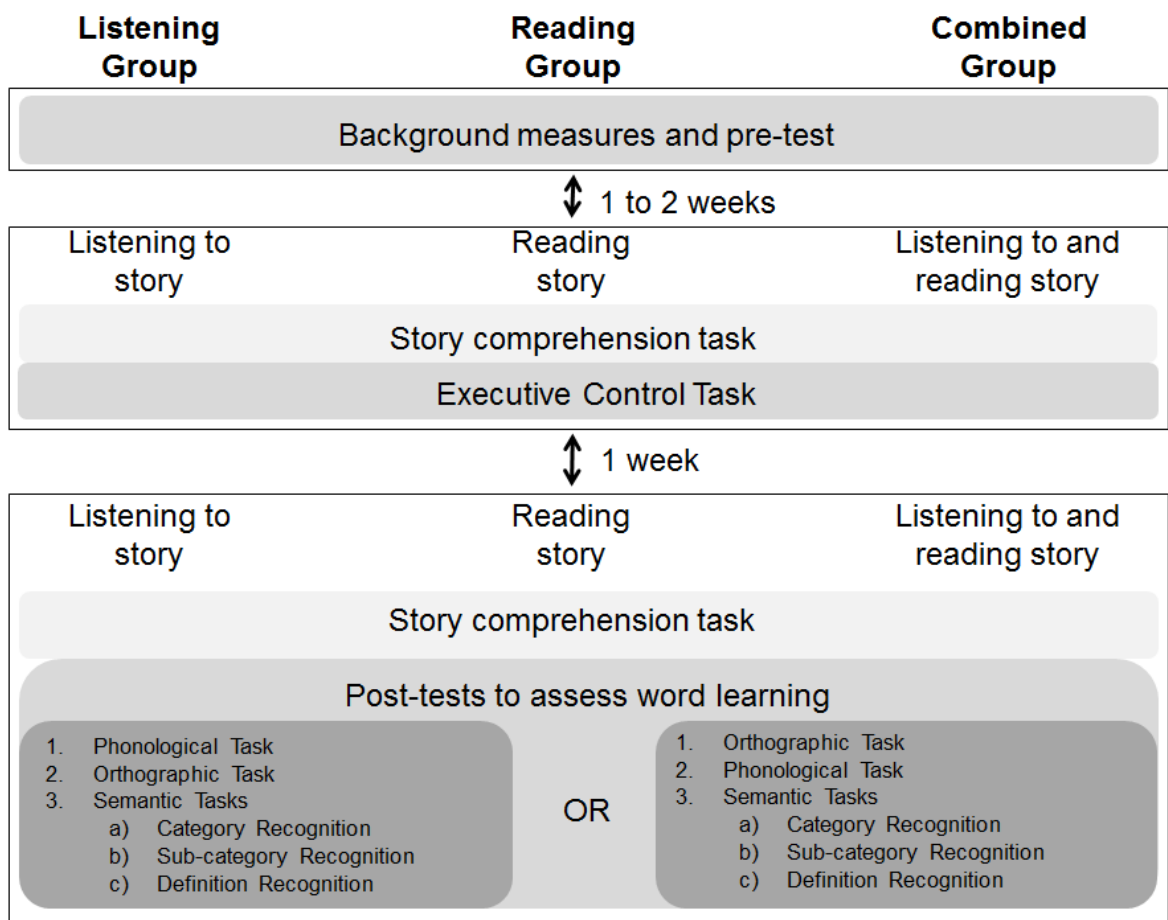 Listening Group
Reading Group
Combined Group
Background measures and pre-test
1 to 2 weeks
Listening to story
Reading story
Listening to and reading story
Story comprehension task
Executive Control Task
1 week
Listening to story
Reading story
Listening to and reading story
Story comprehension task
Post-tests to assess word learning
1. Phonological Task
2. Orthographic Task
3. Semantic Tasks
a) Category Recognition
b) Sub-category Recognition
c) Definition Recognition
OR
1. Orthographic Task
2. Phonological Task
3. Semantic Tasks
a) Category Recognition
b) Sub-category Recognition
c) Definition Recognition